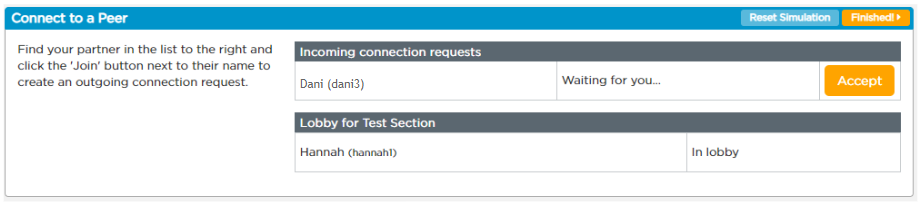 Connect to a Peer
Reset Simulation
Finished!
Find your partner in the list to the right and
click the 'Join' button next to their name to
create an outgoing connection request.
Incoming connection requests
Dani (dani3)
Waiting for you...
Accept
Lobby for Test Section
Hannah (hannah1)
In lobby